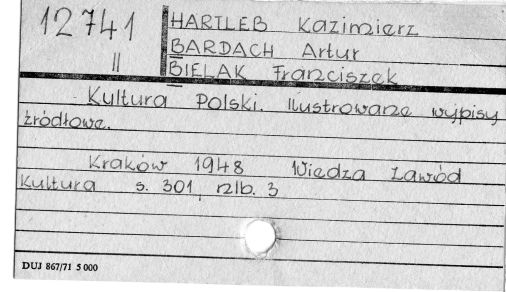 12741
II
HARTLEB Kazimierz
BARDACH Artur
BIELAK Franciszek
Kultura Polski. Ilustrowane wypisy
źródłowe.
Kraków 1948 Wiedza Zawód
Kultura s. 301, nlb. 3
DUJ 867/71 5 000